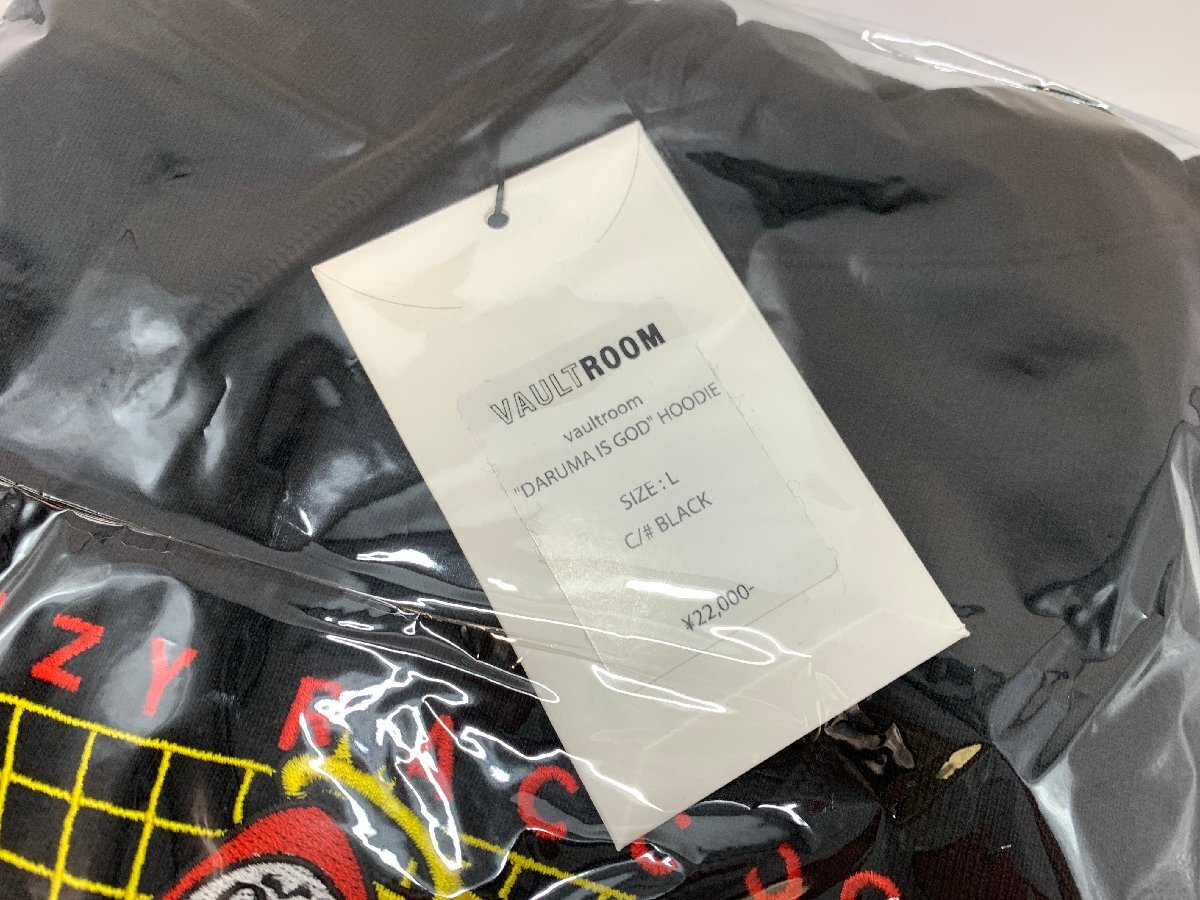 VAULTROOM
vaultroom
"DARUMA IS GOD" HOODIE
SIZE : L
C/# BLACK
¥22,000-